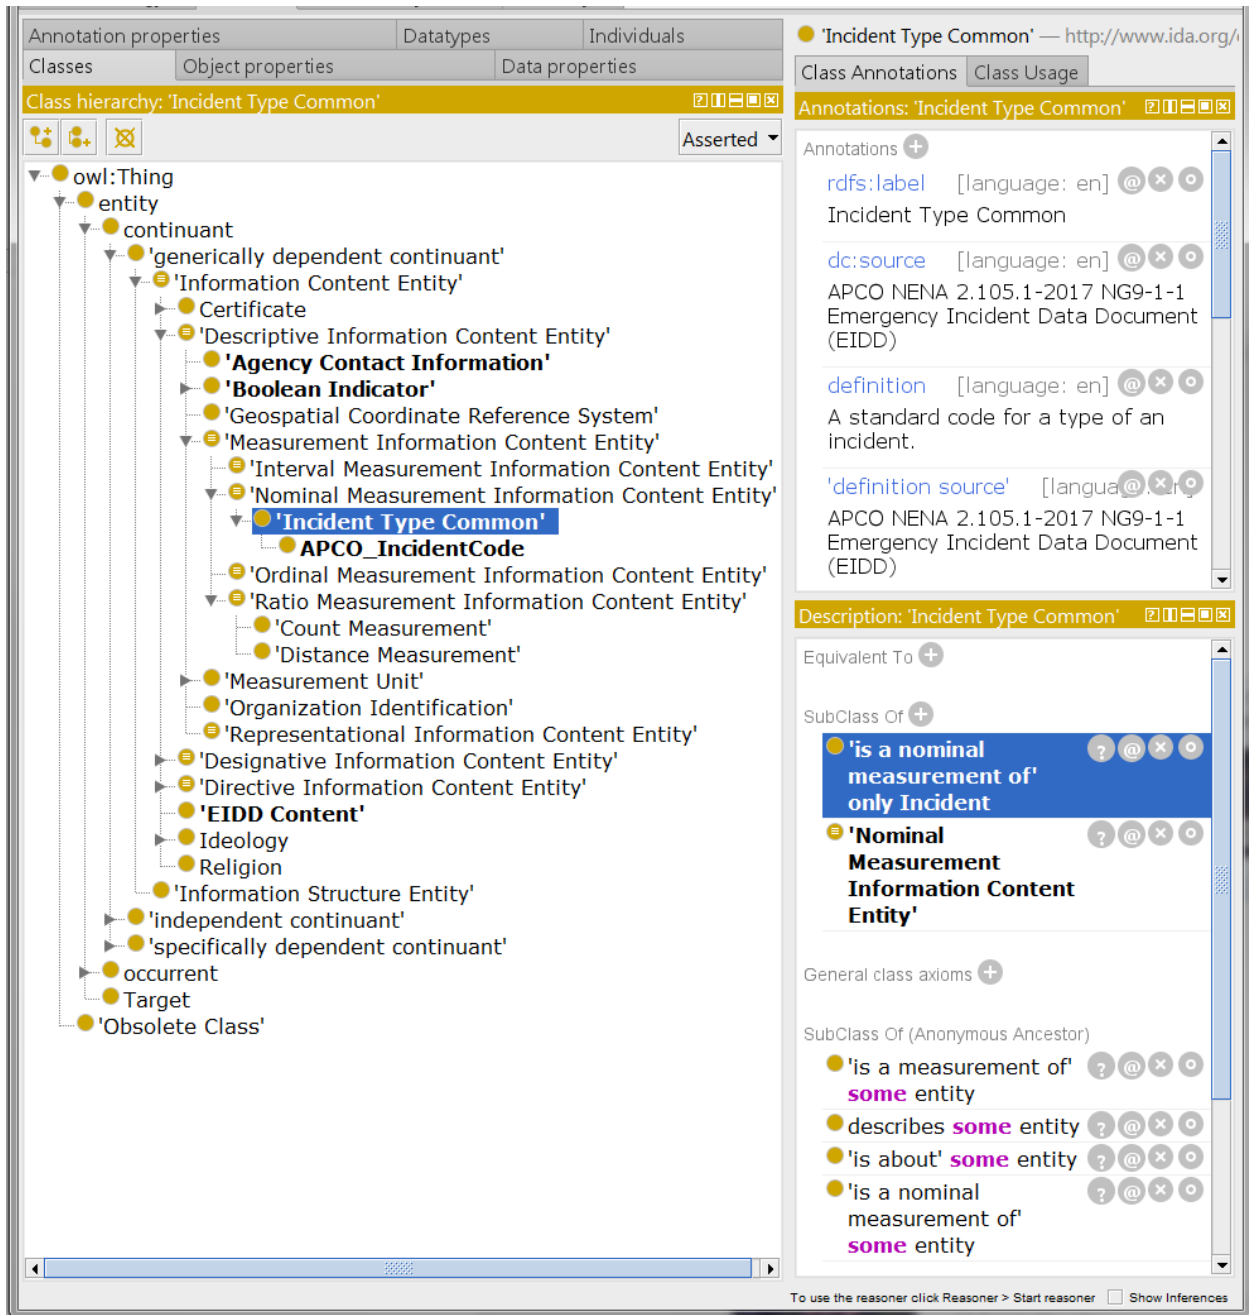 Annotation properties
Datatypes
Individuals
Classes
Object properties
Data properties
Class hierarchy: 'Incident Type Common'
Asserted
owl:Thing
entity
continuant
'generically dependent continuant'
'Information Content Entity'
Certificate
'Descriptive Information Content Entity'
'Agency Contact Information'
'Boolean Indicator'
'Geospatial Coordinate Reference System'
'Measurement Information Content Entity'
'Interval Measurement Information Content Entity'
'Nominal Measurement Information Content Entity'
'Incident Type Common'
APCO_IncidentCode
'Ordinal Measurement Information Content Entity'
'Ratio Measurement Information Content Entity'
'Count Measurement'
'Distance Measurement'
'Measurement Unit'
'Organization Identification'
'Representational Information Content Entity'
'Designative Information Content Entity'
'Directive Information Content Entity'
'EIDD Content'
Ideology
Religion
'Information Structure Entity'
'independent continuant'
'specifically dependent continuant'
occurrent
Target
'Obsolete Class'
'Incident Type Common' — http://www.ida.org/
Class Annotations
Class Usage
Annotations: 'Incident Type Common'
Annotations
rdfs:label [language: en]
Incident Type Common
dc:source [language: en]
APCO NENA 2.105.1-2017 NG9-1-1
Emergency Incident Data Document
(EIDD)
definition [language: en]
A standard code for a type of an
incident.
'definition source'
APCO NENA 2.105.1-2017 NG9-1-1
Emergency Incident Data Document
(EIDD)
Description: 'Incident Type Common'
Equivalent To
SubClass Of
'is a nominal
measurement of'
only Incident
'Nominal
Measurement
Information Content
Entity'
General class axioms
SubClass Of (Anonymous Ancestor)
'is a measurement of'
some entity
describes some entity
'is about' some entity
'is a nominal
measurement of'
some entity
To use the reasoner click Reasoner > Start reasoner
Show Inferences